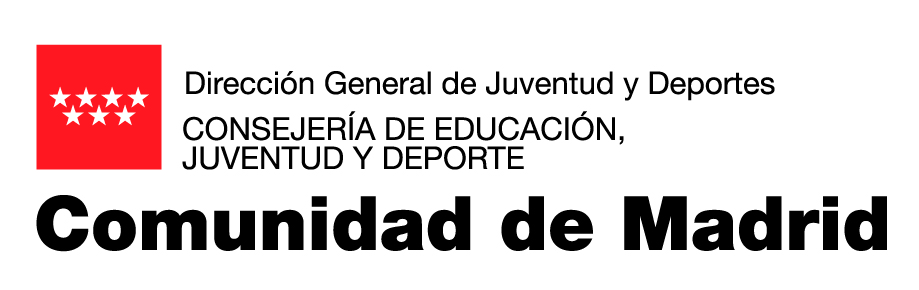 Dirección General de Juventud y Deportes
CONSEJERÍA DE EDUCACIÓN,
JUVENTUD Y DEPORTE
Comunidad de Madrid